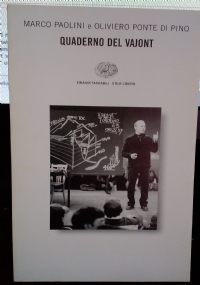 MARCO PAOLINI e OLIVIERO PONTE DI PINO
QUADERNO DEL VAJONT
EINAUDI TASCABILI · STILE LIBERO